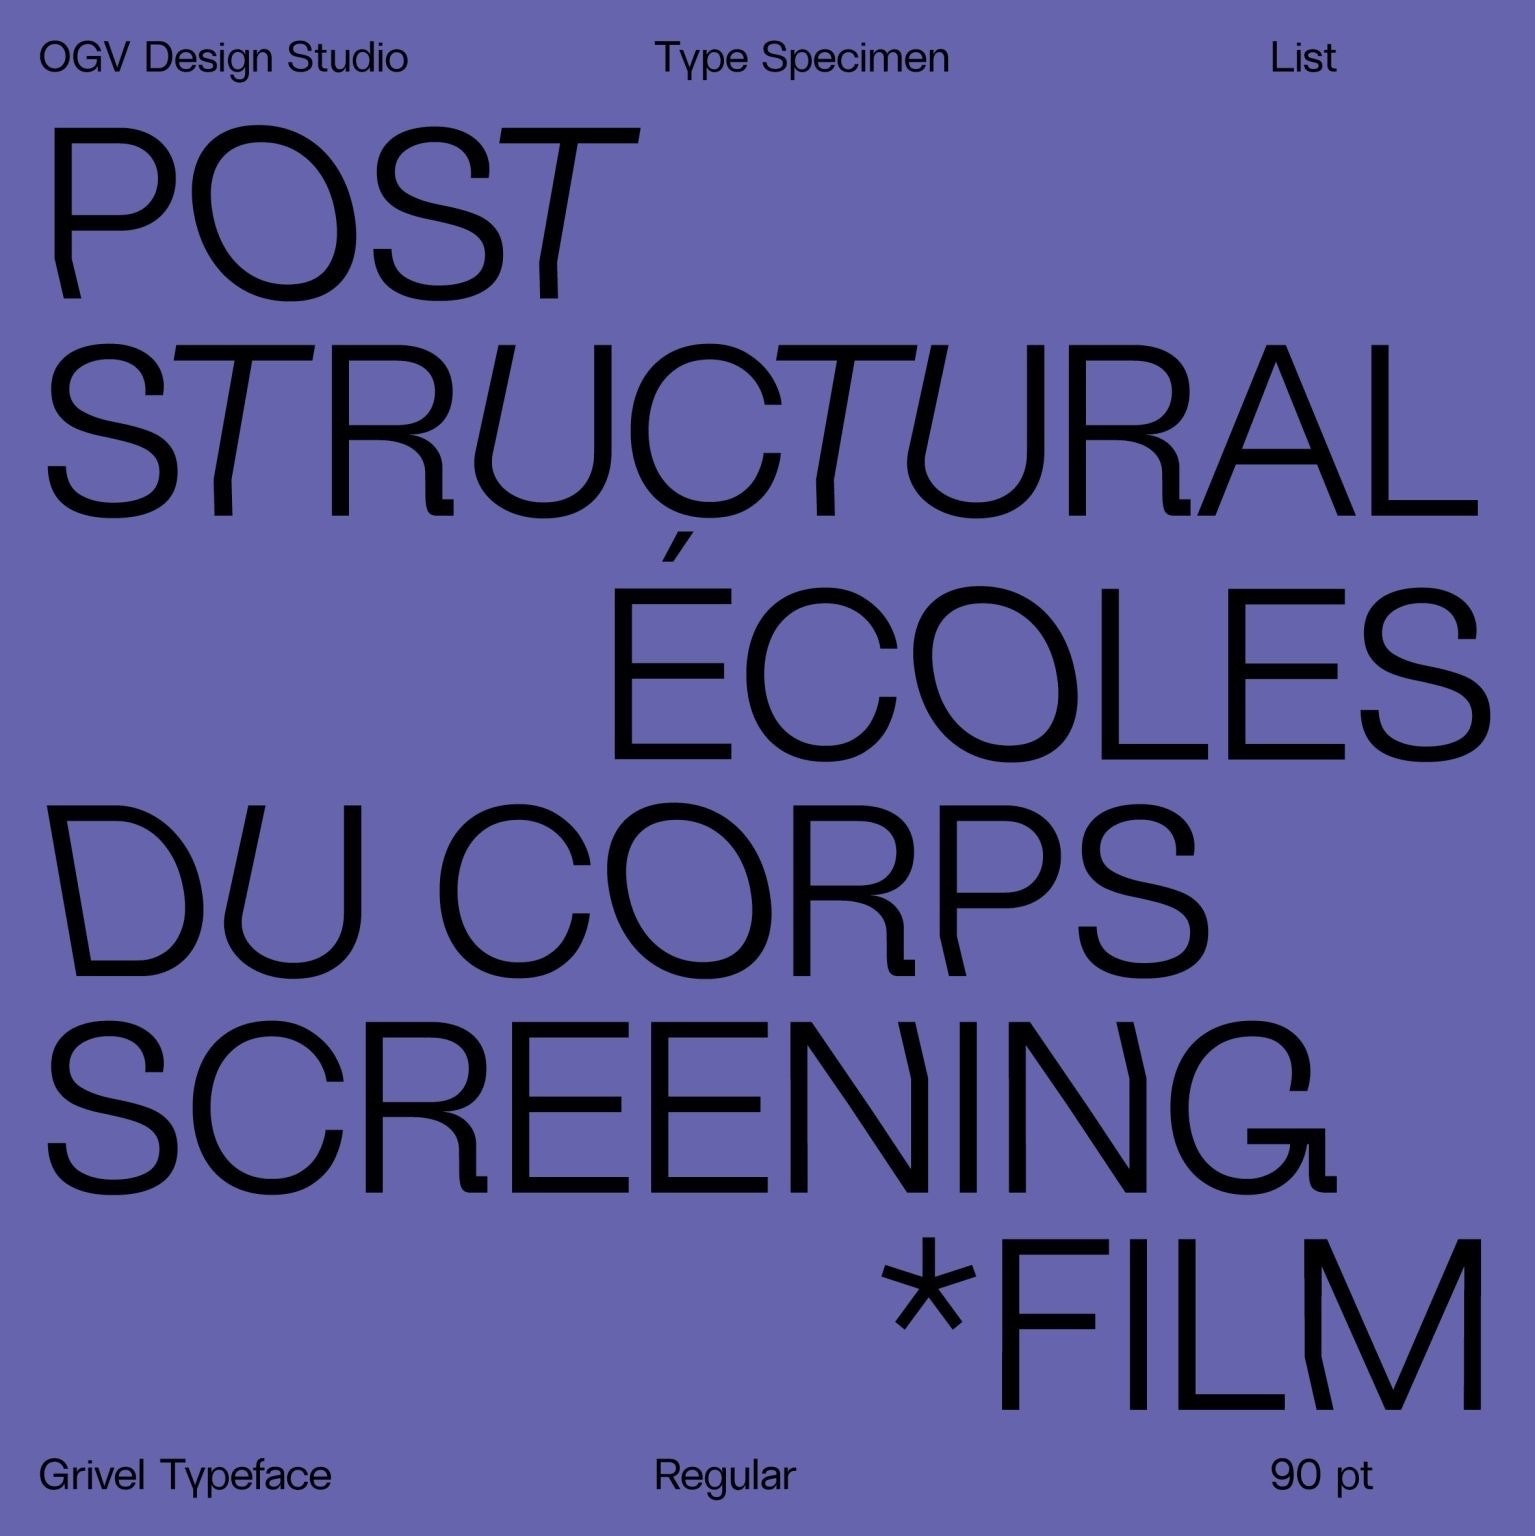 OGV Design Studio Type Specimen List
POST
STRUCTURAL
ÉCOLES
DU CORPS
SCREENING
*FILM
Grivel Typeface Regular 90 pt